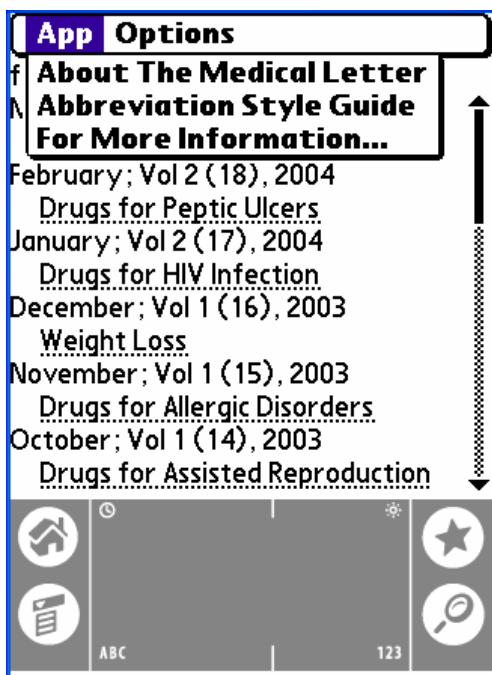 App Options
About The Medical Letter
Abbreviation Style Guide
For More Information...
February; Vol 2 (18), 2004
Drugs for Peptic Ulcers
January; Vol 2 (17), 2004
Drugs for HIV Infection
December; Vol 1 (16), 2003
Weight Loss
November; Vol 1 (15), 2003
Drugs for Allergic Disorders
October; Vol 1 (14), 2003
Drugs for Assisted Reproduction
ABC 123